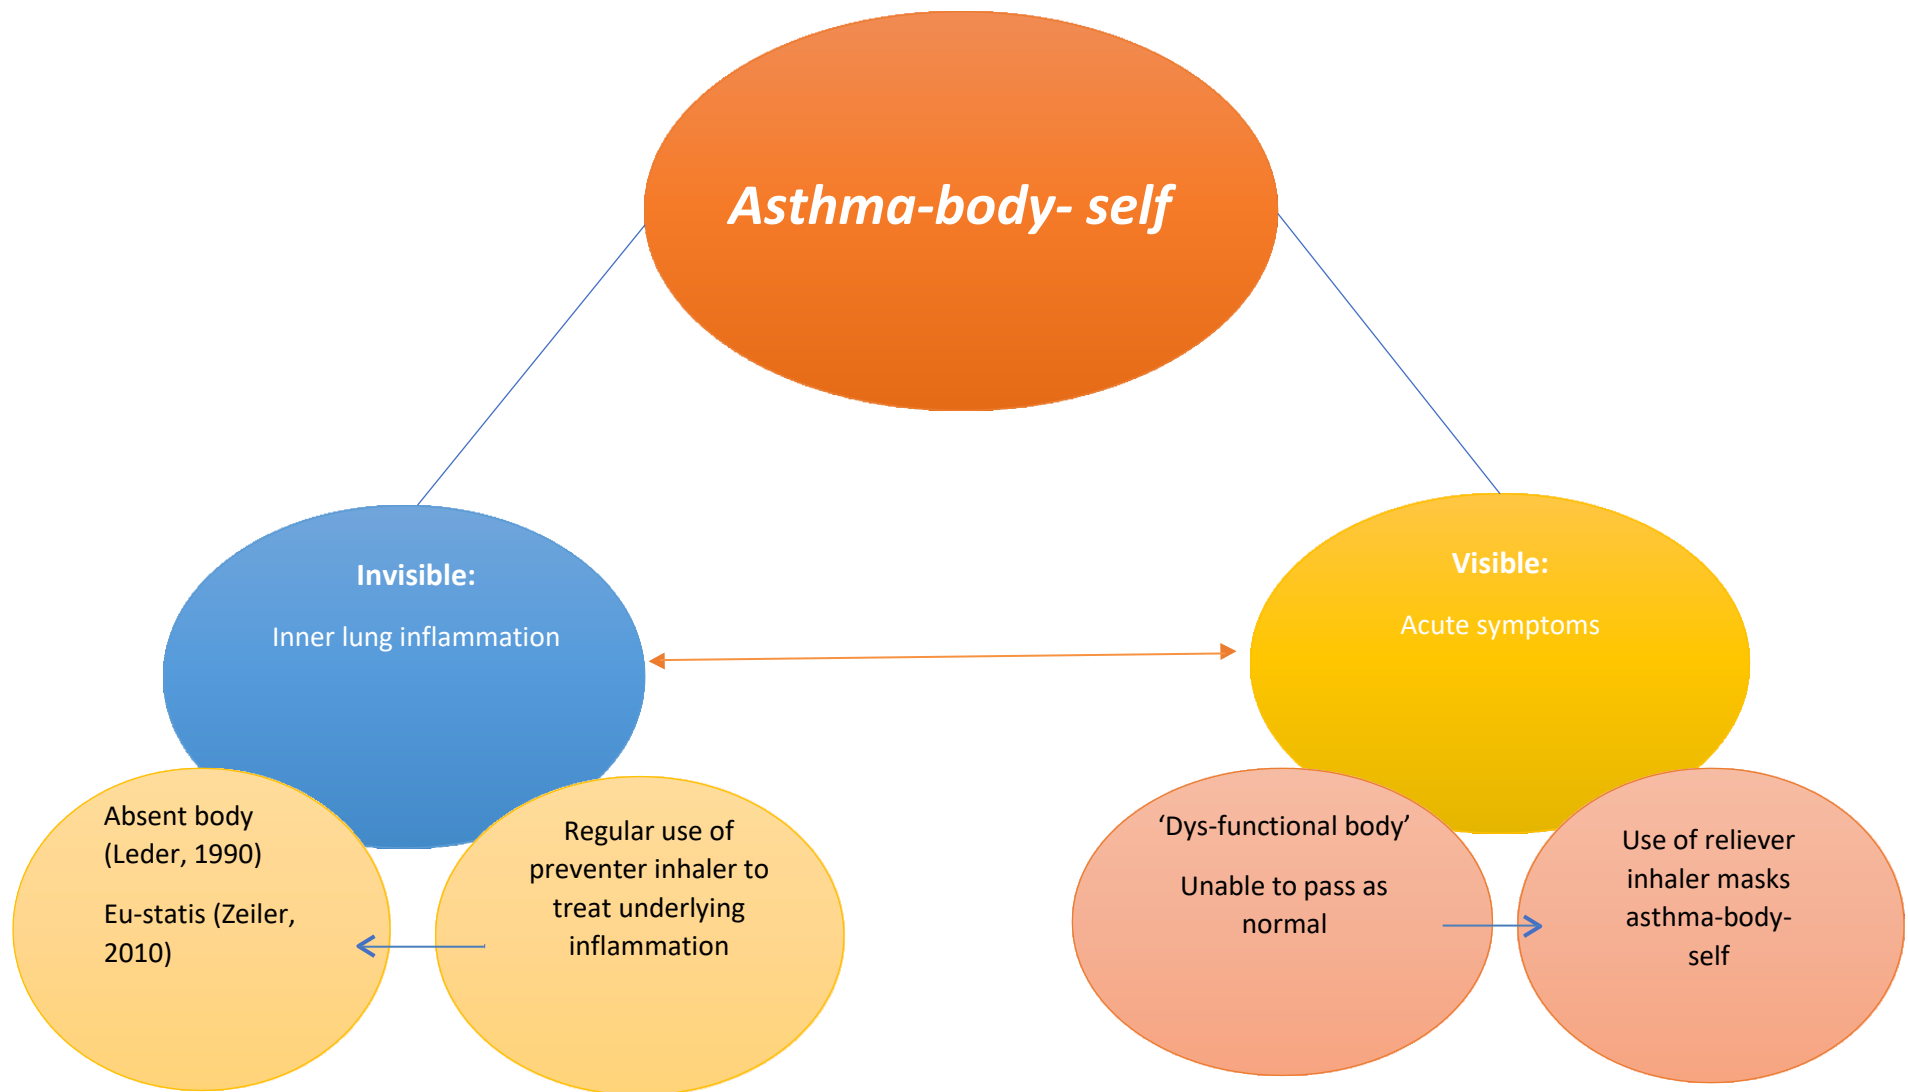 Asthma-body- self
Invisible:
Inner lung inflammation
Visible:
Acute symptoms
Absent body
(Leder, 1990)
Eu-statis (Zeiler,
2010)
Regular use of
preventer inhaler to
treat underlying
inflammation
‘Dys-functional body’
Unable to pass as
normal
Use of reliever
inhaler masks
asthma-body-
self